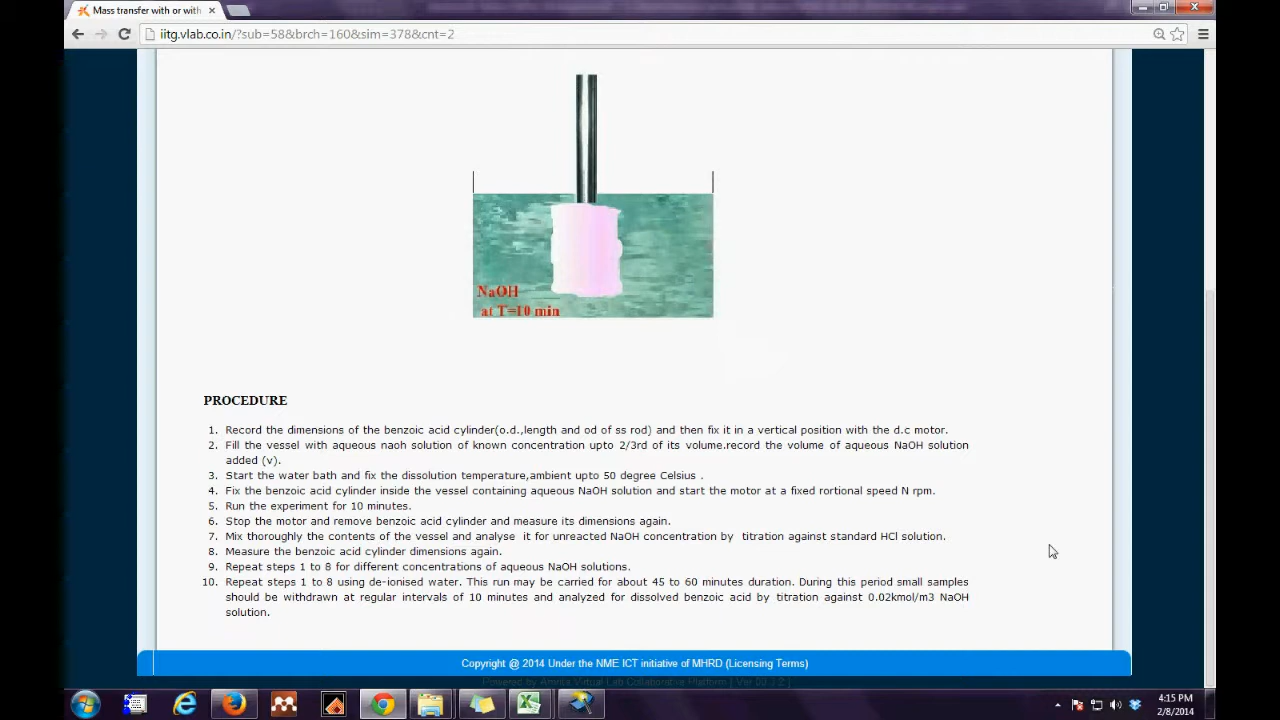 Mass transfer with or with
iitg.vlab.co.in/?sub=58&brch=160&sim=378&cnt=2
NaOH
at T=10 min
PROCEDURE
1. Record the dimensions of the benzoic acid cylinder(o.d.,length and od of ss rod) and then fix it in a vertical position with the d.c motor.
2. Fill the vessel with aqueous naoh solution of known concentration upto 2/3rd of its volume.record the volume of aqueous NaOH solution
added (v).
3. Start the water bath and fix the dissolution temperature,ambient upto 50 degree Celsius .
4. Fix the benzoic acid cylinder inside the vessel containing aqueous NaOH solution and start the motor at a fixed rortional speed N rpm.
5. Run the experiment for 10 minutes.
6. Stop the motor and remove benzoic acid cylinder and measure its dimensions again.
7. Mix thoroughly the contents of the vessel and analyse it for unreacted NaOH concentration by titration against standard HCl solution.
8. Measure the benzoic acid cylinder dimensions again.
9. Repeat steps 1 to 8 for different concentrations of aqueous NaOH solutions.
10. Repeat steps 1 to 8 using de-ionised water. This run may be carried for about 45 to 60 minutes duration. During this period small samples
should be withdrawn at regular intervals of 10 minutes and analyzed for dissolved benzoic acid by titration against 0.02kmol/m3 NaOH
solution.
Copyright @ 2014 Under the NME ICT initiative of MHRD (Licensing Terms)
Powered by Amrita Virtual Lab Collaborative Platform
4:15 PM
2/8/2014